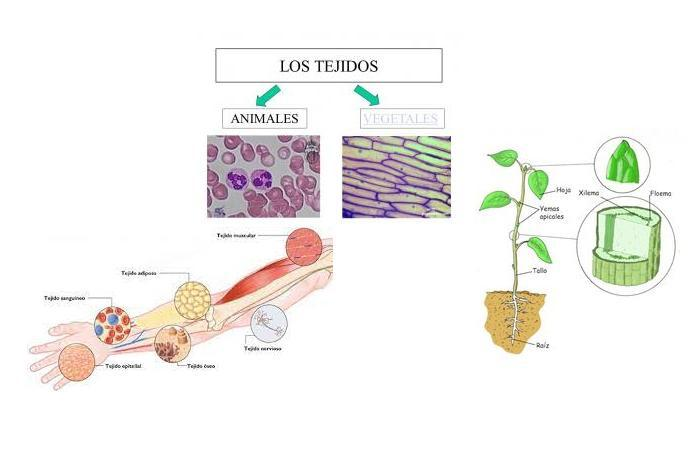 LOS TEJIDOS
ANIMALES
VEGETALES
Tejido muscular
Tejido adiposo
Tejido sanguíneo
Tejido epitelial
Tejido óseo
Tejido nervioso
Hoja
Xilema
Floema
Yemas
apicales
Tallo
Raíz